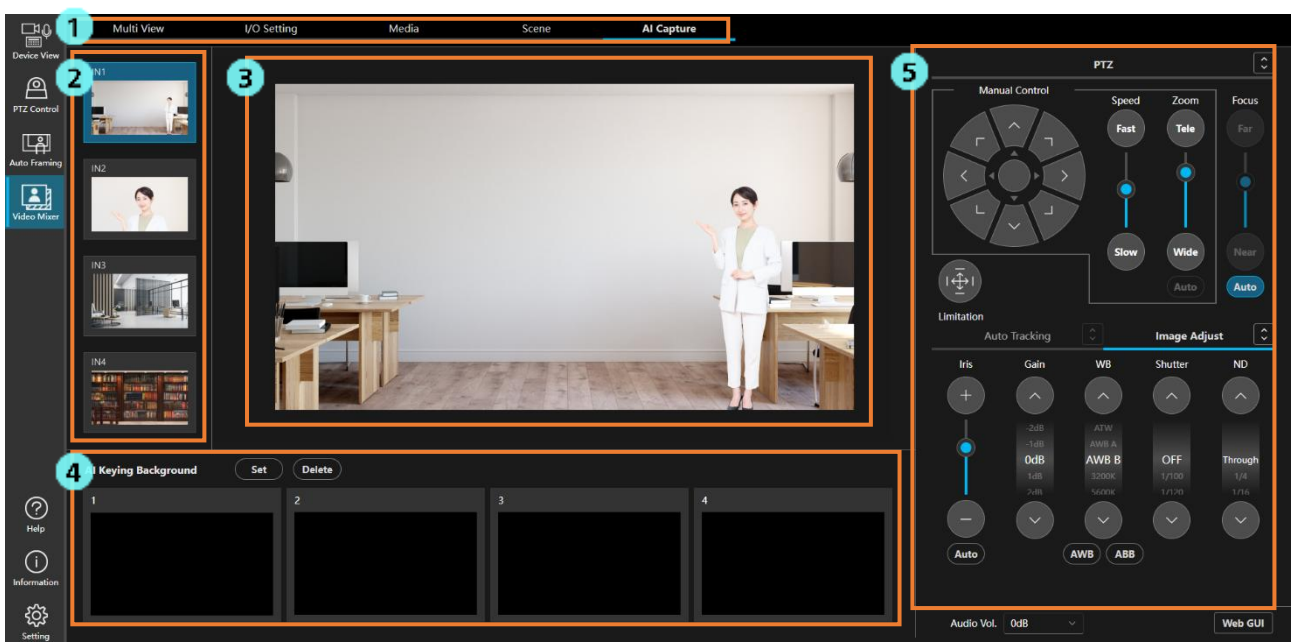 1
Multi View
I/O Setting
Media
Scene
AI Capture
Device View
PTZ Control
Auto Framing
Video Mixer
Help
Information
Setting
2
IN1
IN2
IN3
IN4
3
4
AI Keying Background
Set
Delete
1
2
3
4
5
PTZ
Manual Control
Speed
Zoom
Focus
Fast
Tele
Far
Slow
Wide
Near
Auto
Auto
Limitation
Auto Tracking
Image Adjust
Iris
Gain
WB
Shutter
ND
-2dB
ATW
-1dB
AWB A
0dB
AWB B
OFF
Through
1dB
3200K
1/100
1/4
2dB
5600K
1/120
1/16
Auto
AWB
ABB
Audio Vol.
0dB
Web GUI